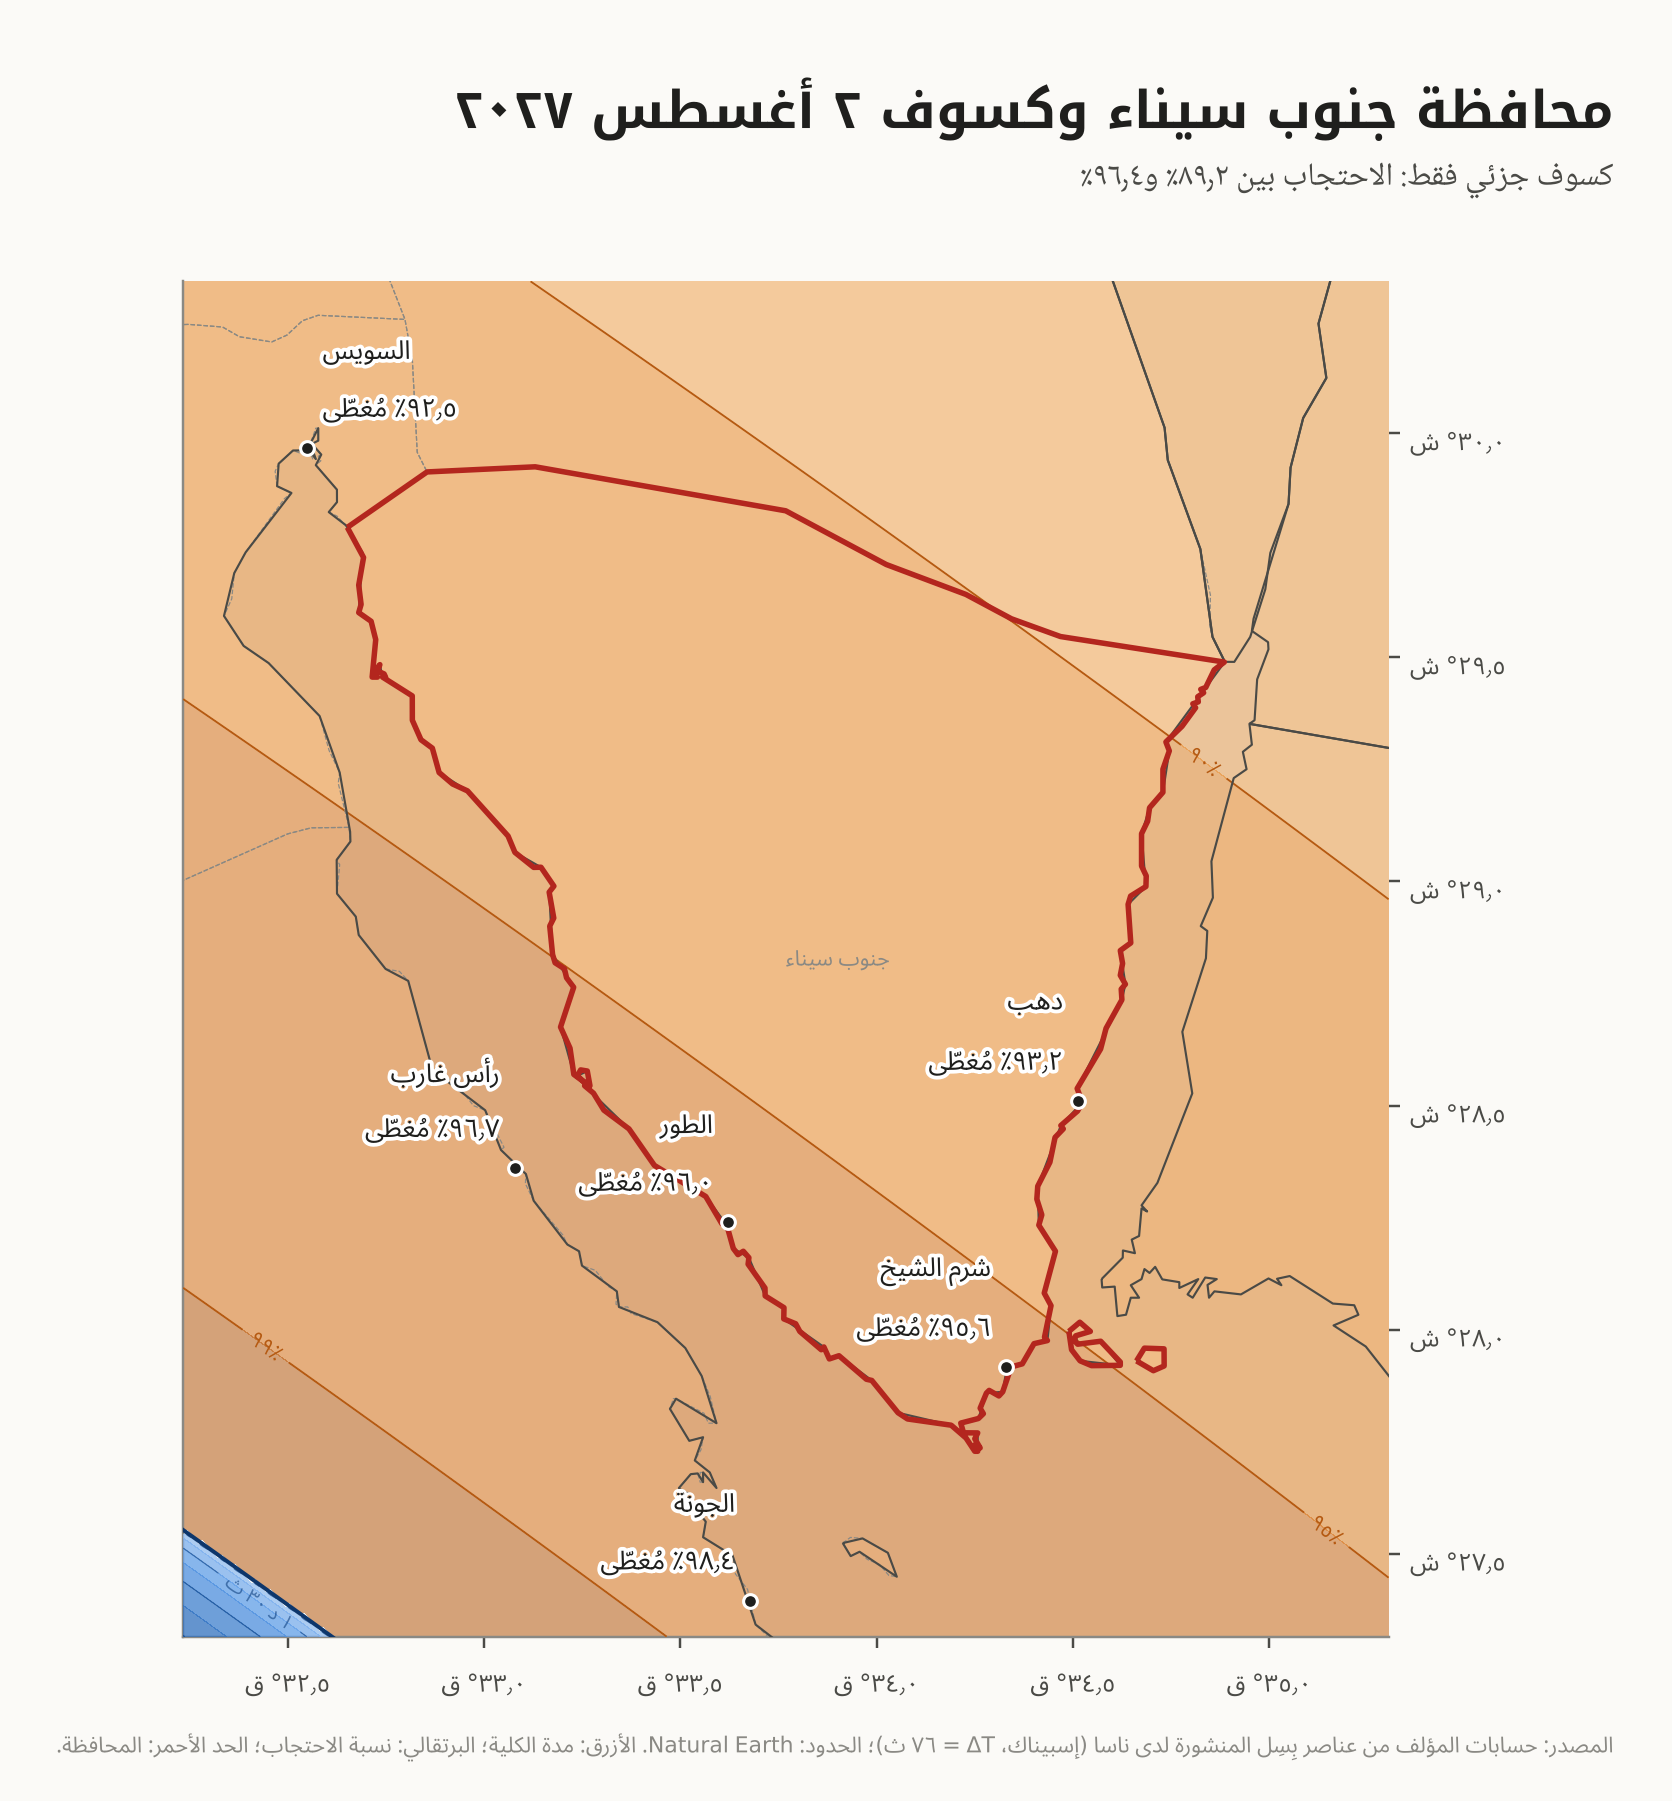 محافظة جنوب سيناء وكسوف ٢ أغسطس ٢٠٢٧
كسوف جزئي فقط: الاحتجاب بين ٨٩٫٢٪ و٩٦٫٤٪
السويس
٩٢٫٥٪ مُغطّى
٣٠٫٠° ش
٢٩٫٥° ش
٩٠٪
٢٩٫٠° ش
جنوب سيناء
دهب
٩٣٫٢٪ مُغطّى
رأس غارب
٩٦٫٧٪ مُغطّى
الطور
٩٦٫٠٪ مُغطّى
٢٨٫٥° ش
شرم الشيخ
٩٥٫٦٪ مُغطّى
٢٨٫٠° ش
٩٩٪
الجونة
٩٨٫٤٪ مُغطّى
٩٥٪
٢٧٫٥° ش
١ د ٣٠ ث
٣٢٫٥° ق
٣٣٫٠° ق
٣٣٫٥° ق
٣٤٫٠° ق
٣٤٫٥° ق
٣٥٫٠° ق
المصدر: حسابات المؤلف من عناصر بِسِل المنشورة لدى ناسا (إسبيناك، ΔT = ٧٦ ث)؛ الحدود: Natural Earth. الأزرق: مدة الكلية؛ البرتقالي: نسبة الاحتجاب؛ الحد الأحمر: المحافظة.